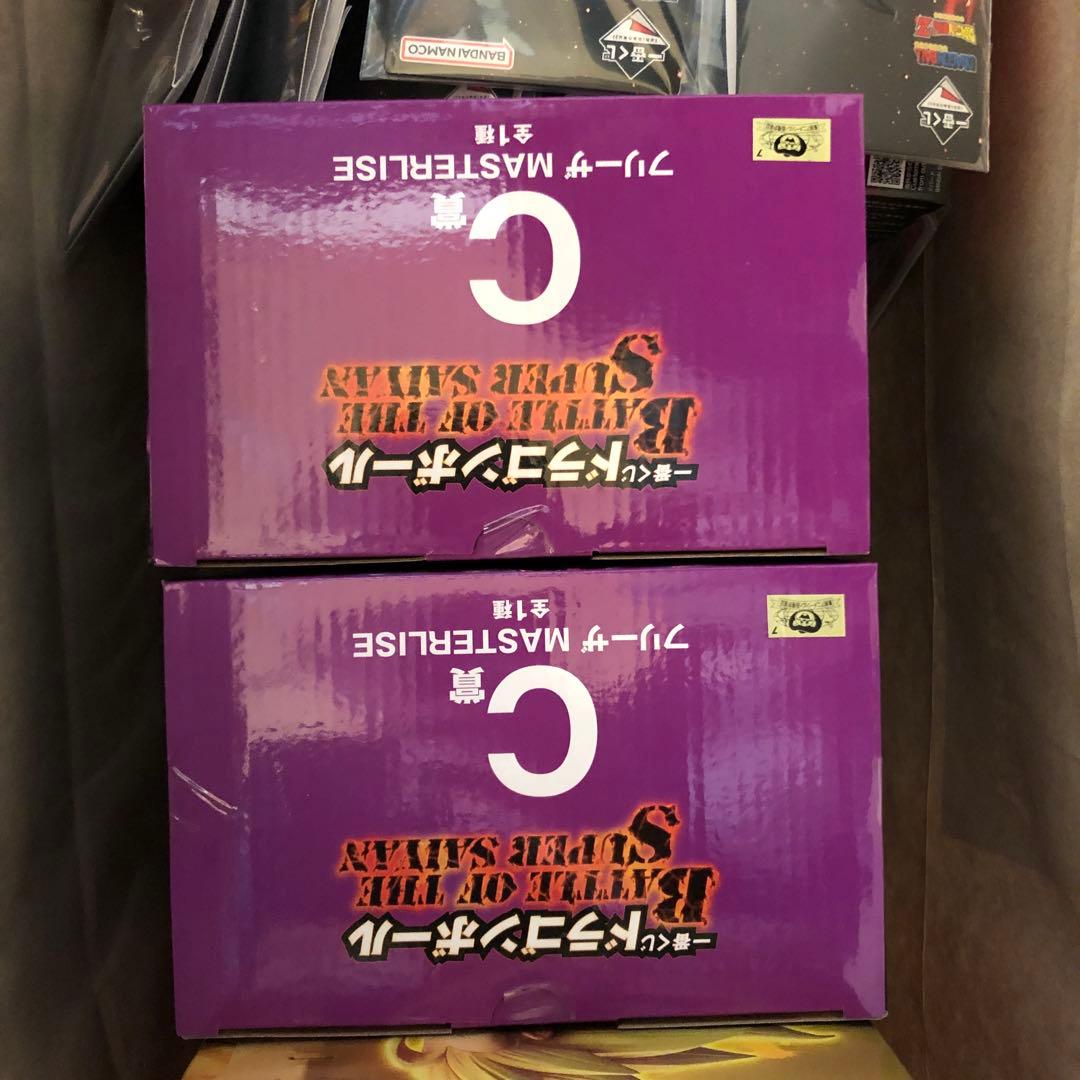 BANDAI NAMCO
一番くじ
一番くじ
一番くじ ドラゴンボール
BATTLE OF THE
SUPER SAIYAN
C賞
フリーザ MASTERLISE
全1種
7
一番くじ ドラゴンボール
BATTLE OF THE
SUPER SAIYAN
C賞
フリーザ MASTERLISE
全1種
7